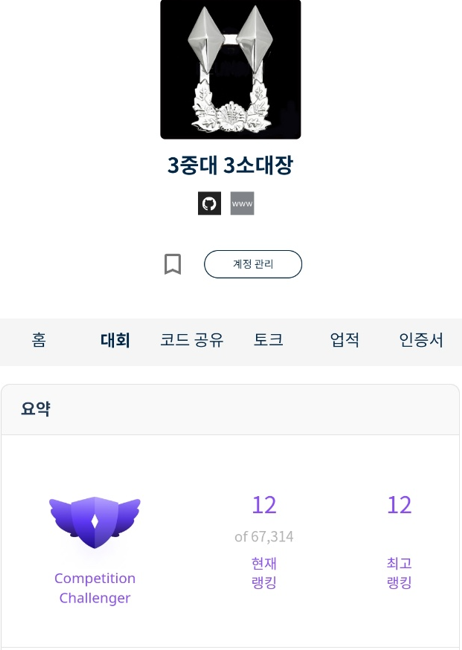 3중대 3소대장
www
계정 관리
홈 대회 코드 공유 토크 업적 인증서
요약
12 12
of 67,314
Competition Challenger
현재 랭킹
최고 랭킹